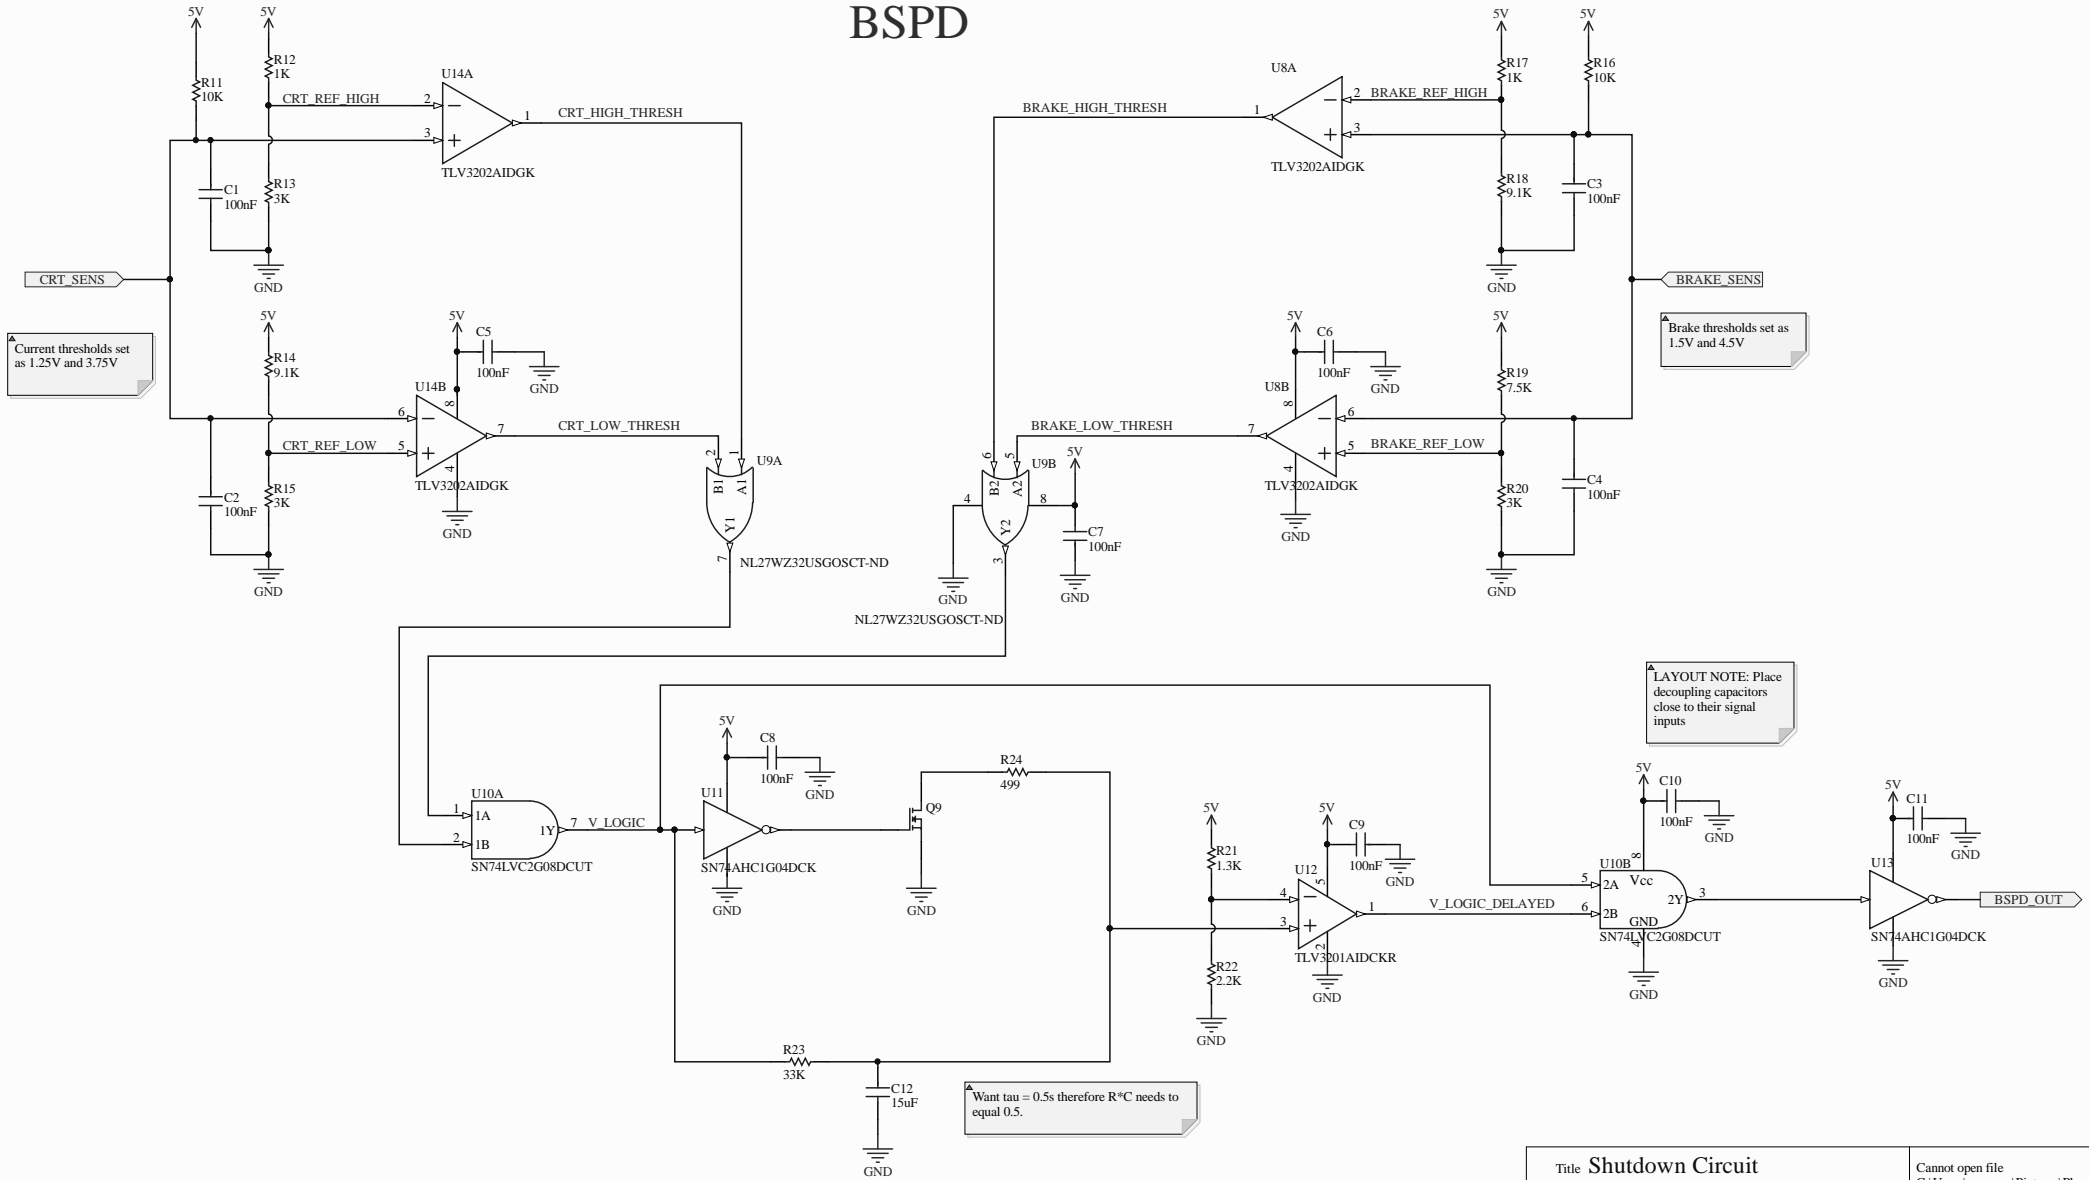 BSPD
5V
5V
R11
10K
R12
1K
CRT_REF_HIGH
2
3
U14A
1
TLV3202AIDGK
CRT_HIGH_THRESH
C1
100nF
R13
3K
GND
CRT_SENS
Current thresholds set
as 1.25V and 3.75V
5V
R14
9.1K
5V
C5
100nF
GND
U14B
8
6
5
CRT_REF_LOW
7
4
TLV3202AIDGK
GND
CRT_LOW_THRESH
C2
100nF
R15
3K
GND
2
1
U9A
B1
A1
Y1
7
NL27WZ32USGOSCT-ND
5V
5V
R17
1K
R16
10K
U8A
BRAKE_HIGH_THRESH
1
2
BRAKE_REF_HIGH
3
TLV3202AIDGK
R18
9.1K
C3
100nF
GND
BRAKE_SENS
Brake thresholds set as
1.5V and 4.5V
5V
C6
100nF
GND
5V
R19
7.5K
U8B
8
6
BRAKE_LOW_THRESH
7
5
BRAKE_REF_LOW
4
TLV3202AIDGK
GND
R20
3K
C4
100nF
GND
6
5
U9B
5V
B2
A2
4
8
Y2
C7
100nF
3
GND
GND
NL27WZ32USGOSCT-ND
LAYOUT NOTE: Place
decoupling capacitors
close to their signal
inputs
U10A
1
1A
2
1B
1Y
7
V_LOGIC
SN74LVC2G08DCUT
5V
C8
100nF
GND
U11
SN74AHC1G04DCK
GND
Q9
GND
R24
499
5V
R21
1.3K
R22
2.2K
GND
5V
C9
100nF
GND
U12
5
4
3
1
2
TLV3201AIDCKR
GND
V_LOGIC_DELAYED
5V
C10
100nF
GND
U10B
8
Vcc
5
2A
6
2B
2Y
3
GND
4
SN74LVC2G08DCUT
GND
5V
C11
100nF
GND
U13
SN74AHC1G04DCK
GND
BSPD_OUT
R23
33K
C12
15uF
GND
Want tau = 0.5s therefore R*C needs to
equal 0.5.
Title Shutdown Circuit
Cannot open file